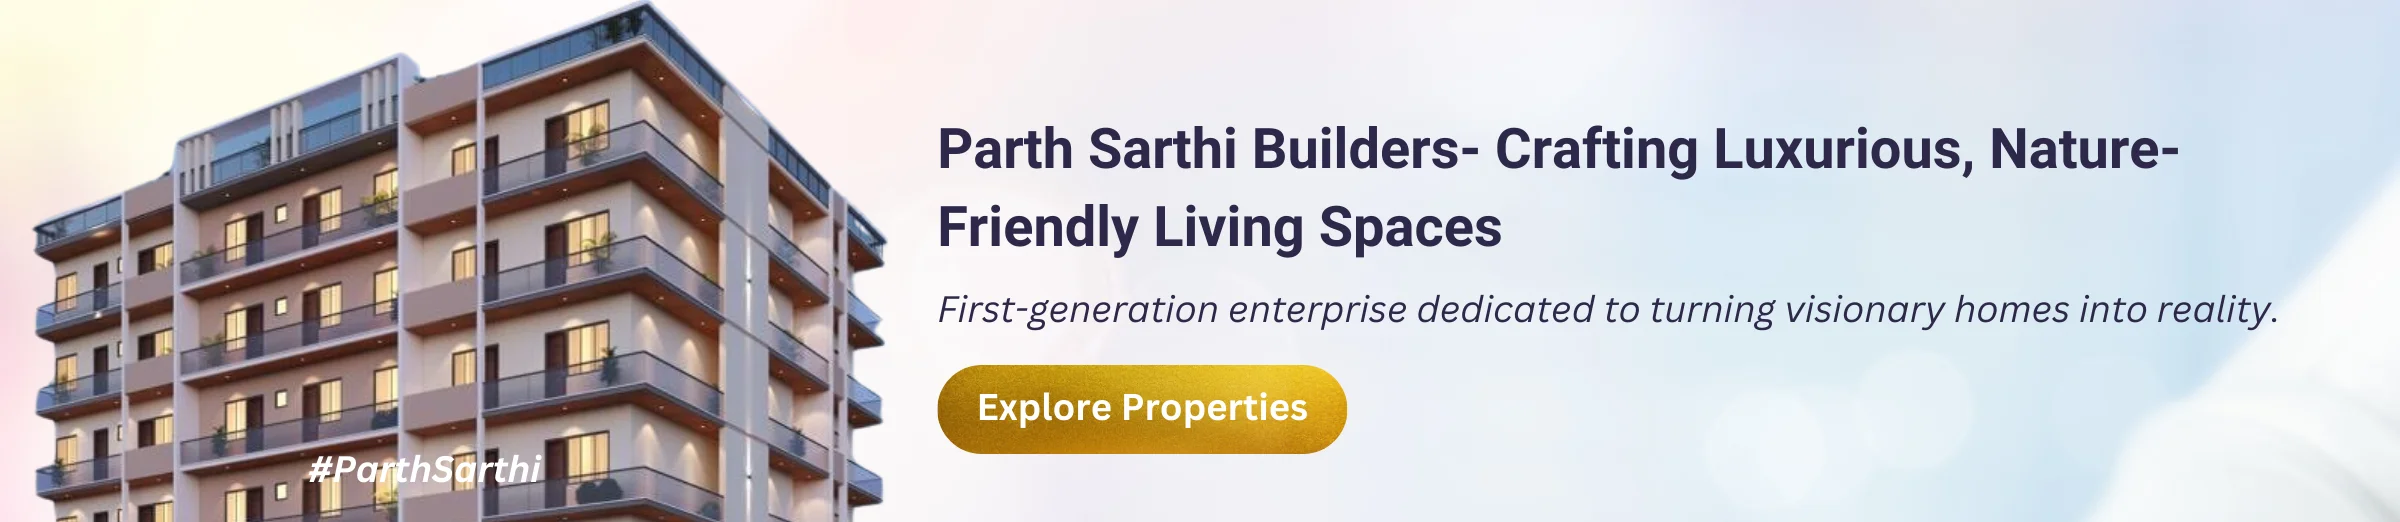 Parth Sarthi Builders- Crafting Luxurious, Nature-
Friendly Living Spaces
First-generation enterprise dedicated to turning visionary homes into reality.
Explore Properties
#ParthSarthi